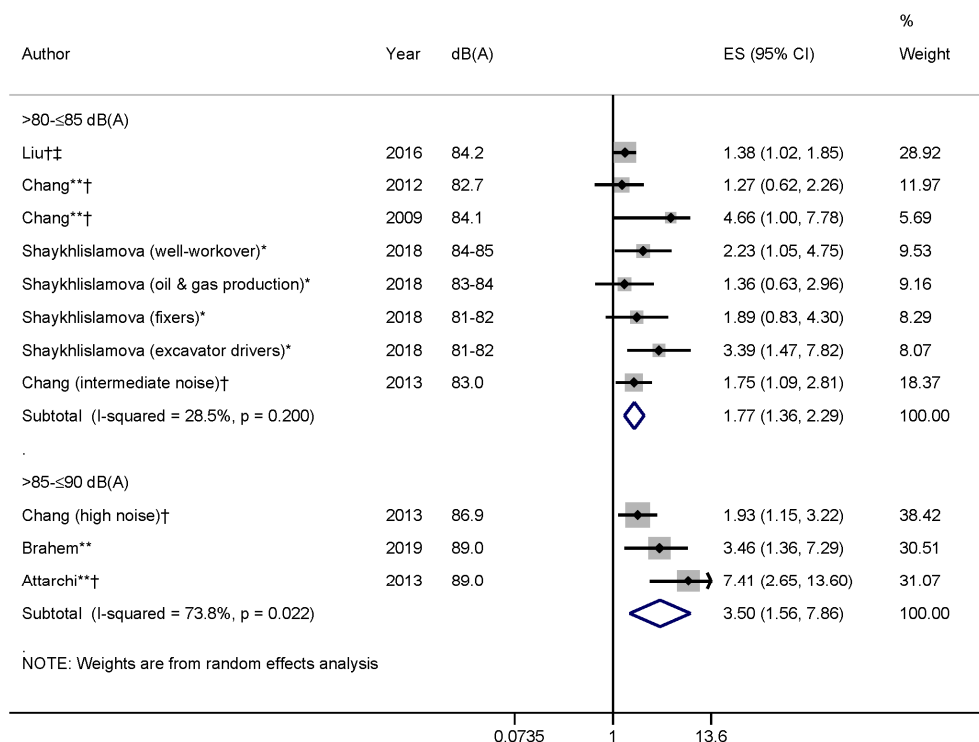 %
Author Year dB(A) ES (95% CI) Weight
>80-≤85 dB(A)
Liu†‡ 2016 84.2 1.38 (1.02, 1.85) 28.92
Chang**† 2012 82.7 1.27 (0.62, 2.26) 11.97
Chang**† 2009 84.1 4.66 (1.00, 7.78) 5.69
Shaykhlislamova (well-workover)* 2018 84-85 2.23 (1.05, 4.75) 9.53
Shaykhlislamova (oil & gas production)* 2018 83-84 1.36 (0.63, 2.96) 9.16
Shaykhlislamova (fixers)* 2018 81-82 1.89 (0.83, 4.30) 8.29
Shaykhlislamova (excavator drivers)* 2018 81-82 3.39 (1.47, 7.82) 8.07
Chang (intermediate noise)† 2013 83.0 1.75 (1.09, 2.81) 18.37
Subtotal (I-squared = 28.5%, p = 0.200) 1.77 (1.36, 2.29) 100.00
.
>85-≤90 dB(A)
Chang (high noise)† 2013 86.9 1.93 (1.15, 3.22) 38.42
Brahem** 2019 89.0 3.46 (1.36, 7.29) 30.51
Attarchi**† 2013 89.0 7.41 (2.65, 13.60) 31.07
Subtotal (I-squared = 73.8%, p = 0.022) 3.50 (1.56, 7.86) 100.00
.
NOTE: Weights are from random effects analysis
0.0735 1 13.6